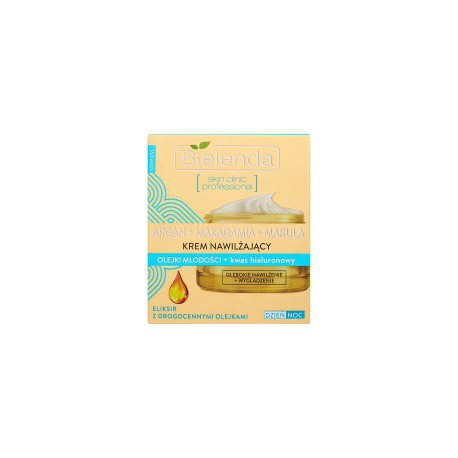 Bielenda
[skin clinic
professional]
ARGAN + MAKADAMIA + MARULA
KREM NAWILŻAJĄCY
OLEJKI MŁODOŚCI + kwas hialuronowy
GŁĘBOKIE NAWILŻENIE
+ WYGŁADZENIE
ELIKSIR
Z DROGOCENNYMI OLEJKAMI
DZIEŃ NOC